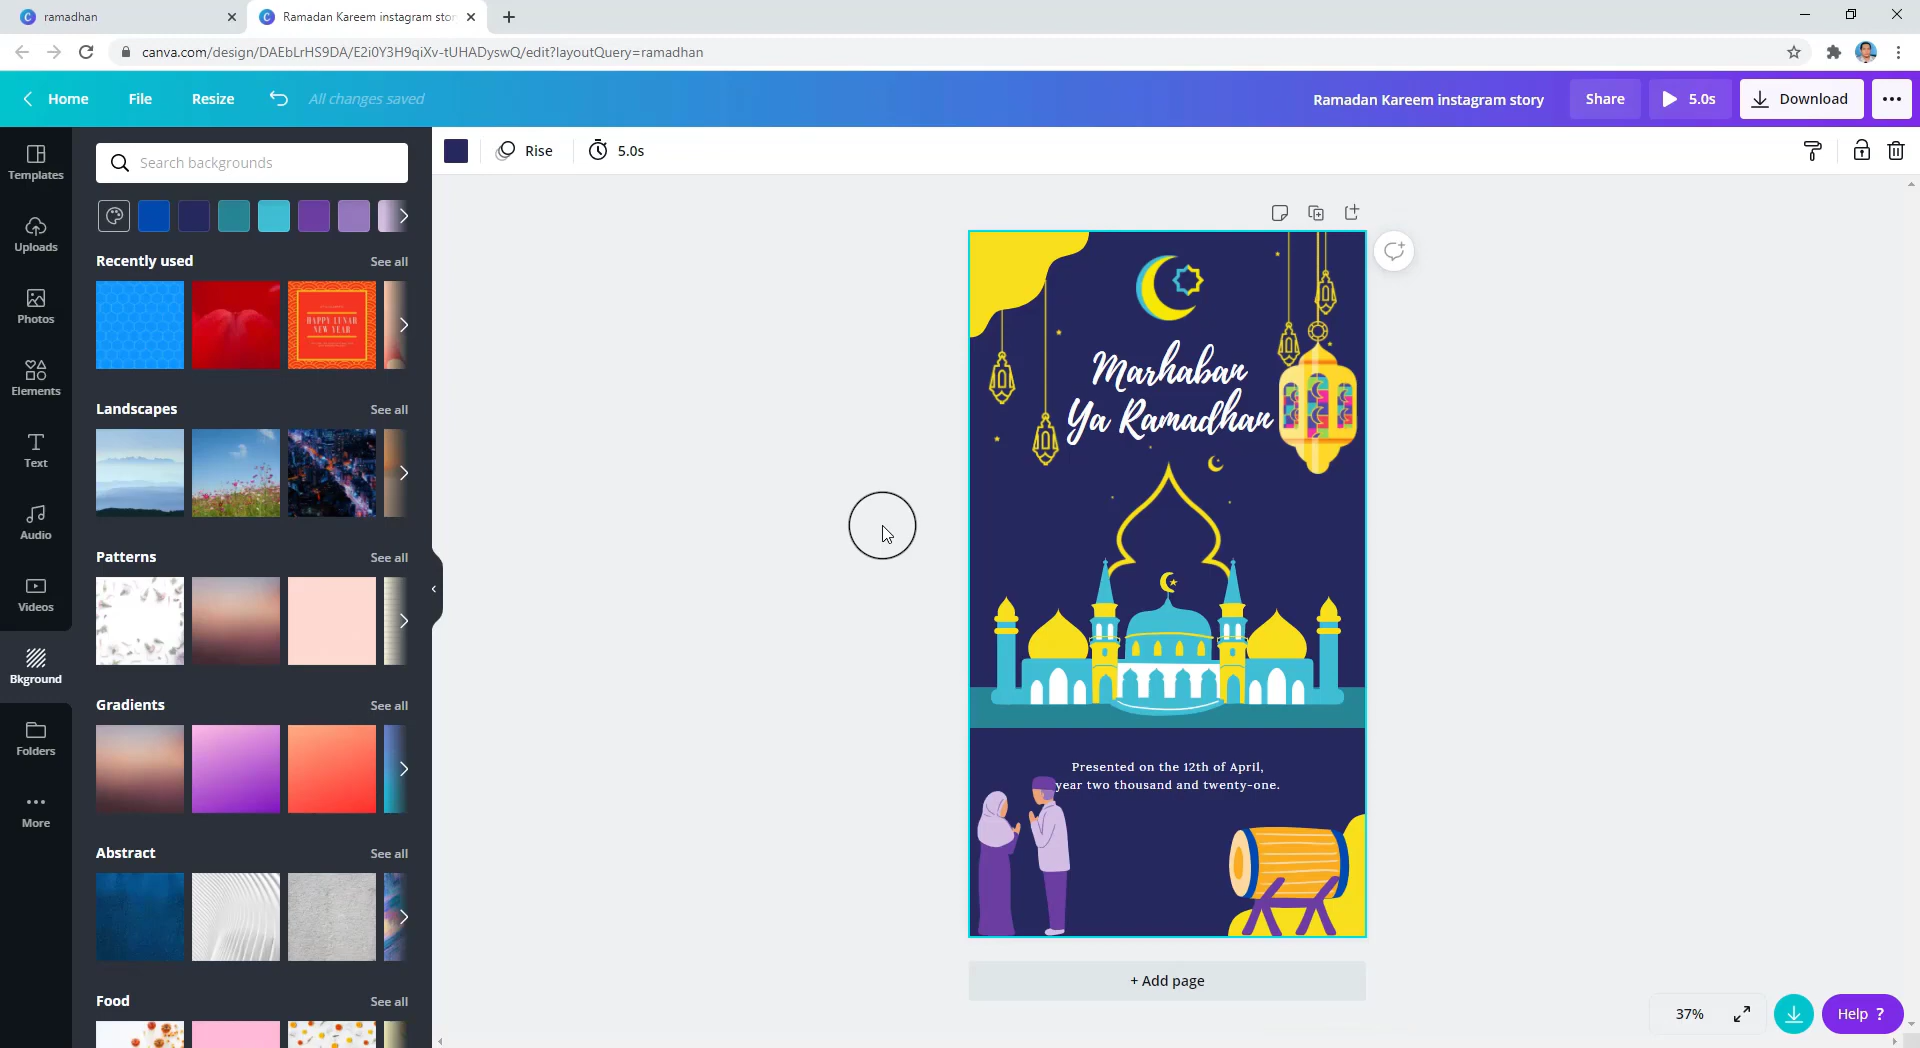 ramadhan
Ramadan Kareem instagram stor
canva.com/design/DAEbLrHS9DA/E2i0Y3H9qiXv-tUHADyswQ/edit?layoutQuery=ramadhan
Home
File
Resize
All changes saved
Ramadan Kareem instagram story
Share
5.0s
Download
Templates
Uploads
Photos
Elements
Text
Audio
Videos
Bkground
Folders
More
Search backgrounds
Recently used
See all
HAPPY LUNAR
NEW YEAR
Landscapes
See all
Patterns
See all
Gradients
See all
Abstract
See all
Food
See all
Rise
5.0s
Marhaban
Ya Ramadhan
Presented on the 12th of April,
year two thousand and twenty-one.
+ Add page
37%
Help ?